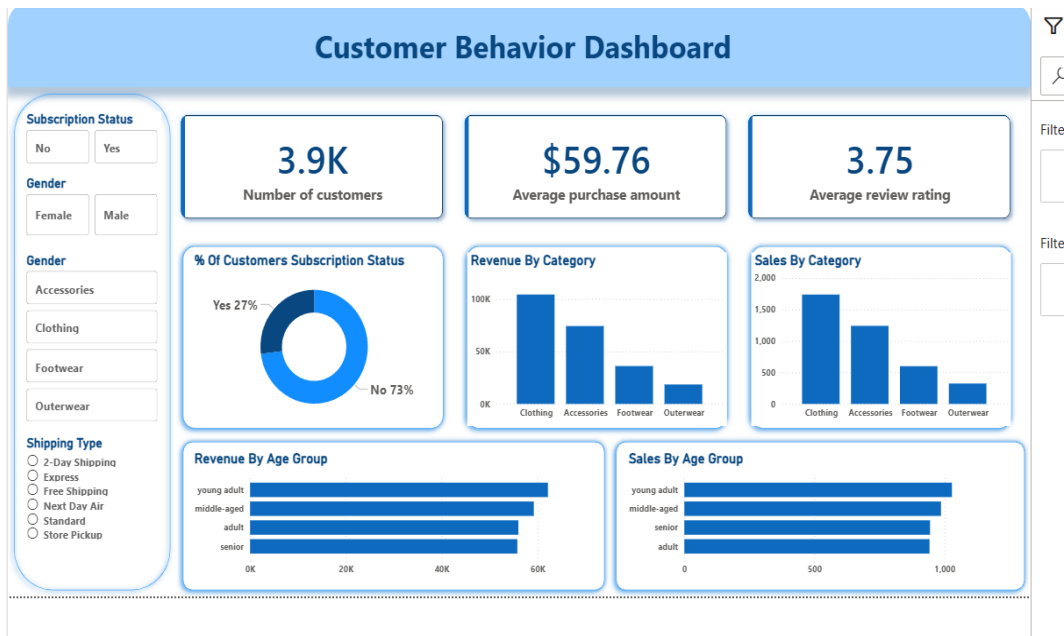 Customer Behavior Dashboard
Subscription Status
No
Yes
Gender
Female
Male
Gender
Accessories
Clothing
Footwear
Outerwear
Shipping Type
2-Day Shipping
Express
Free Shipping
Next Day Air
Standard
Store Pickup
3.9K
Number of customers
$59.76
Average purchase amount
3.75
Average review rating
% Of Customers Subscription Status
Yes 27%
No 73%
Revenue By Category
100K
50K
0K
Clothing Accessories Footwear Outerwear
Sales By Category
2,000
1,500
1,000
500
0
Clothing Accessories Footwear Outerwear
Revenue By Age Group
young adult
middle-aged
adult
senior
0K 20K 40K 60K
Sales By Age Group
young adult
middle-aged
senior
adult
0 500 1,000